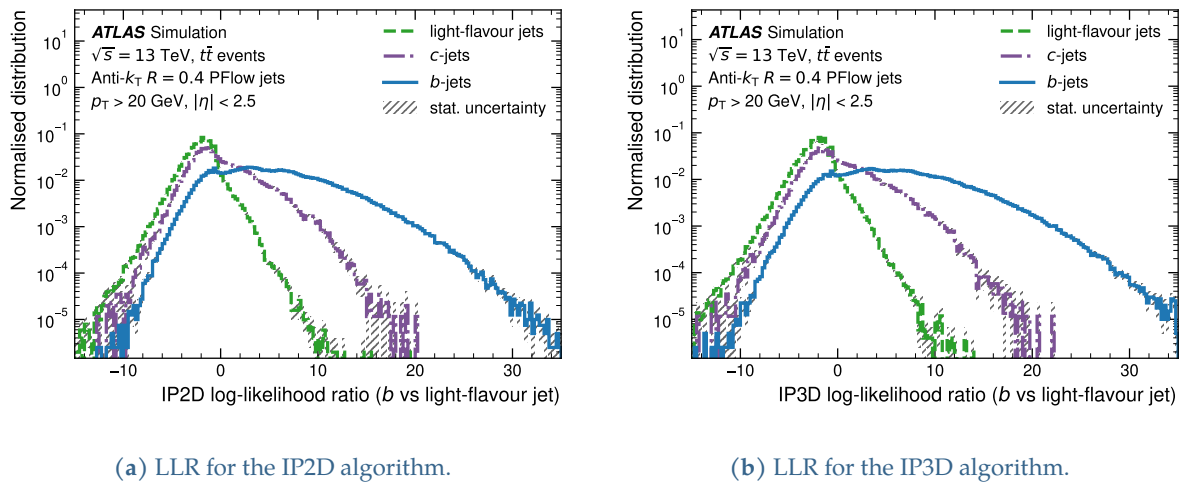 ATLAS Simulation
√s = 13 TeV, tt̄ events
Anti-kT R = 0.4 PFlow jets
pT > 20 GeV, |η| < 2.5
light-flavour jets
c-jets
b-jets
stat. uncertainty
Normalised distribution
10¹
10⁰
10⁻¹
10⁻²
10⁻³
10⁻⁴
10⁻⁵
−10 0 10 20 30
IP2D log-likelihood ratio (b vs light-flavour jet)
(a) LLR for the IP2D algorithm.
ATLAS Simulation
√s = 13 TeV, tt̄ events
Anti-kT R = 0.4 PFlow jets
pT > 20 GeV, |η| < 2.5
light-flavour jets
c-jets
b-jets
stat. uncertainty
Normalised distribution
10¹
10⁰
10⁻¹
10⁻²
10⁻³
10⁻⁴
10⁻⁵
−10 0 10 20 30
IP3D log-likelihood ratio (b vs light-flavour jet)
(b) LLR for the IP3D algorithm.